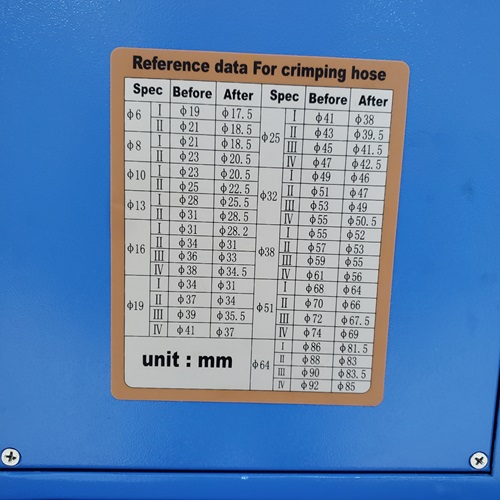 Reference data For crimping hose
Spec Before After Spec Before After
φ6 I φ19 φ17.5 φ25 I φ41 φ38
II φ21 φ18.5 II φ43 φ39.5
φ8 I φ21 φ18.5 III φ45 φ41.5
II φ23 φ20.5 IV φ47 φ42.5
φ10 I φ23 φ20.5 φ32 I φ49 φ46
II φ25 φ22.5 II φ51 φ47
φ13 I φ28 φ25.5 III φ53 φ49
II φ31 φ28.5 IV φ55 φ50.5
φ16 I φ31 φ28.2 φ38 I φ55 φ52
II φ34 φ31 II φ57 φ53
III φ36 φ33 III φ59 φ55
IV φ38 φ34.5 IV φ61 φ56
φ19 I φ34 φ31 φ51 I φ68 φ64
II φ37 φ34 II φ70 φ66
III φ39 φ35.5 III φ72 φ67.5
IV φ41 φ37 IV φ74 φ69
unit : mm φ64 I φ86 φ81.5
II φ88 φ83
III φ90 φ83.5
IV φ92 φ85